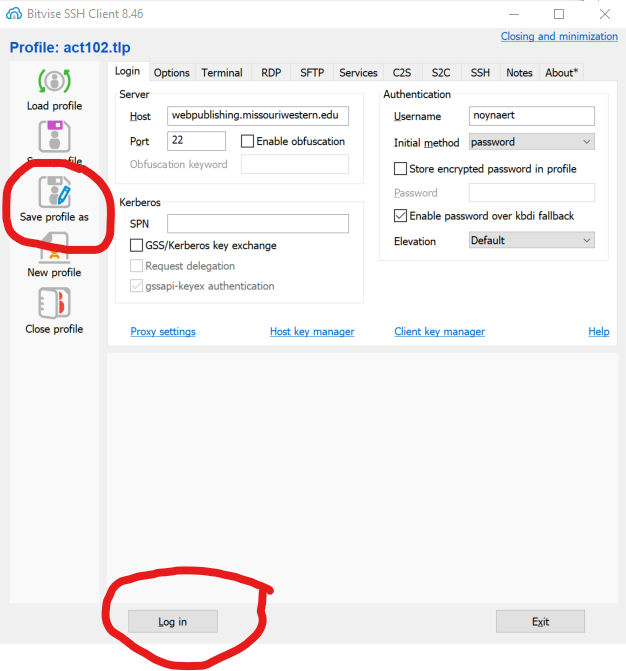 Bitvise SSH Client 8.46
Closing and minimization
Profile: act102.tlp
Load profile
Save profile as
New profile
Close profile
Login Options Terminal RDP SFTP Services C2S S2C SSH Notes About*
Server
Host webpublishing.missouriwestern.edu
Port 22 Enable obfuscation
Obfuscation keyword
Kerberos
SPN
GSS/Kerberos key exchange
Request delegation
gssapi-keyex authentication
Authentication
Username noynaert
Initial method password
Store encrypted password in profile
Password
Enable password over kbdi fallback
Elevation Default
Proxy settings Host key manager Client key manager Help
Log in Exit